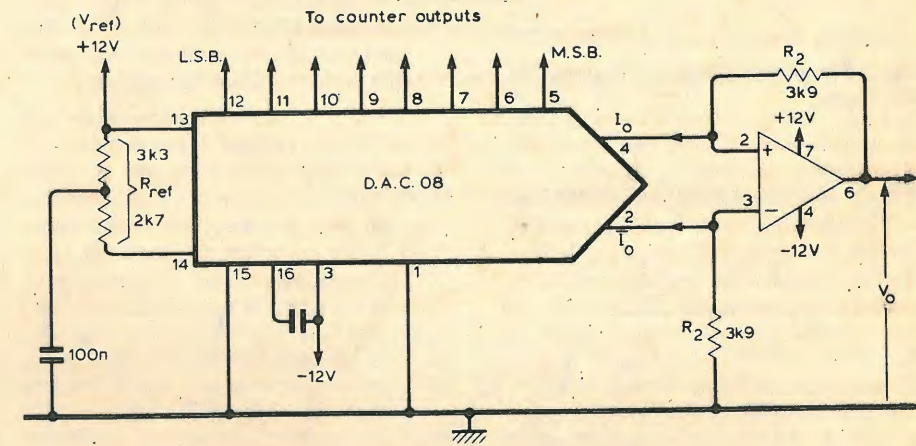 To counter outputs
(Vref)
+12V
L.S.B.
M.S.B.
12
11
10
9
8
7
6
5
13
3k3
Rref
2k7
14
D.A.C. 08
Io
4
2
Io
15
16
3
1
-12V
100n
R2
3k9
+12V
2
+
7
6
3
-
4
-12V
R2
3k9
Vo